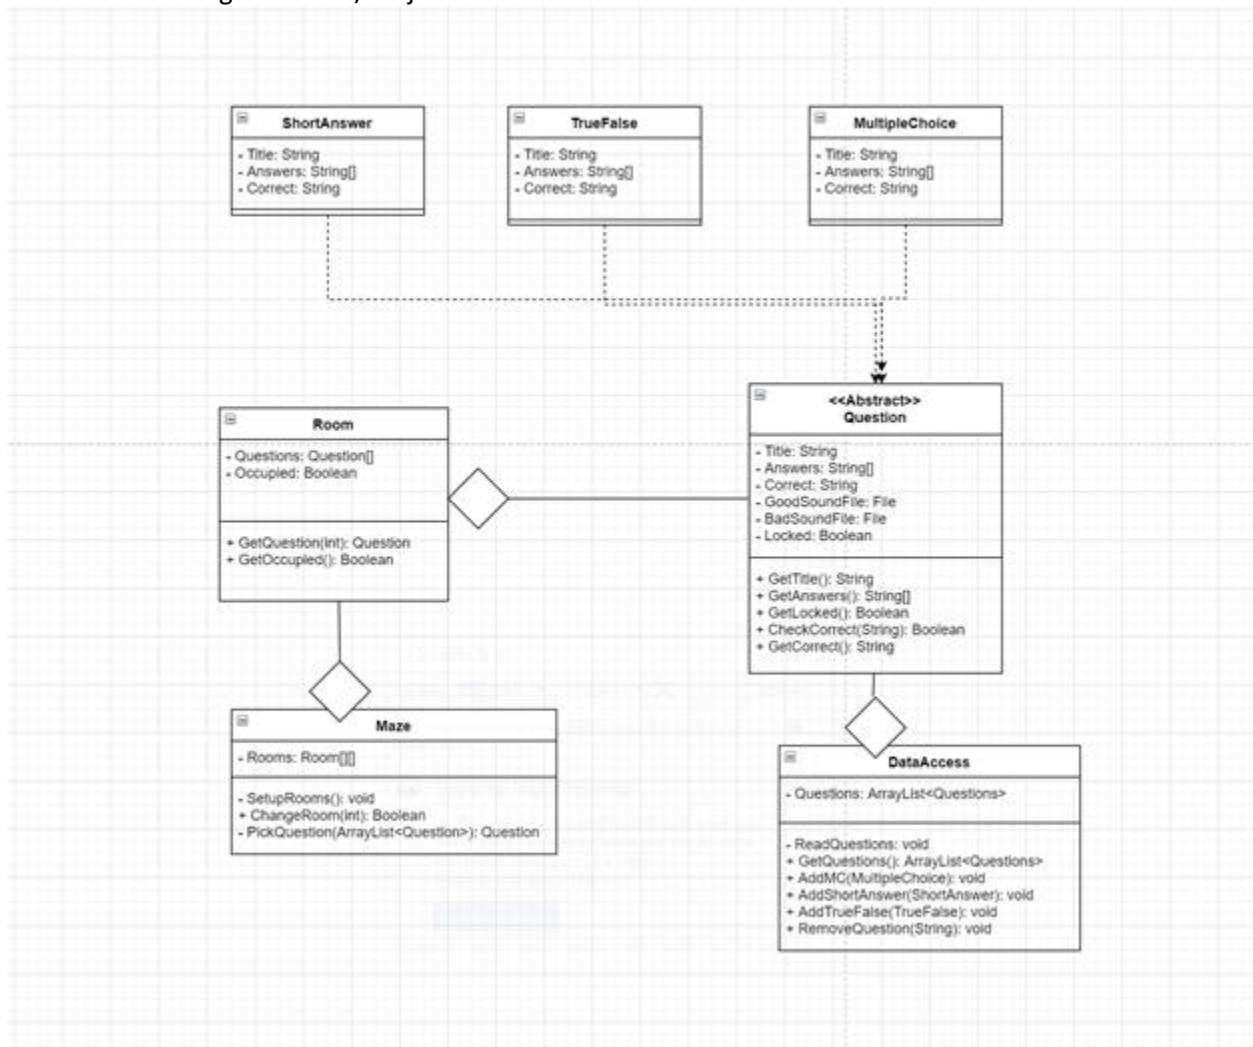 ShortAnswer
- Title: String
- Answers: String[]
- Correct: String
TrueFalse
- Title: String
- Answers: String[]
- Correct: String
MultipleChoice
- Title: String
- Answers: String[]
- Correct: String
Room
- Questions: Question[]
- Occupied: Boolean
+ GetQuestion(int): Question
+ GetOccupied(): Boolean
<<Abstract>>
Question
- Title: String
- Answers: String[]
- Correct: String
- GoodSoundFile: File
- BadSoundFile: File
- Locked: Boolean
+ GetTitle(): String
+ GetAnswers(): String[]
+ GetLocked(): Boolean
+ CheckCorrect(String): Boolean
+ GetCorrect(): String
Maze
- Rooms: Room[][]
- SetupRooms(): void
+ ChangeRoom(int): Boolean
- PickQuestion(ArrayList<Question>): Question
DataAccess
- Questions: ArrayList<Questions>
- ReadQuestions: void
+ GetQuestions(): ArrayList<Questions>
+ AddMC(MultipleChoice): void
+ AddShortAnswer(ShortAnswer): void
+ AddTrueFalse(TrueFalse): void
+ RemoveQuestion(String): void